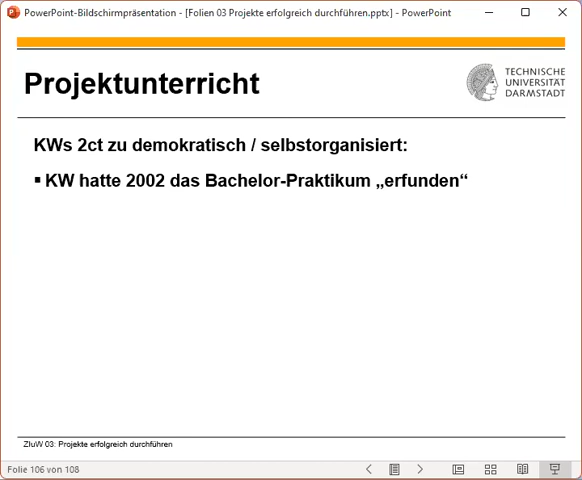 PowerPoint-Bildschirmpräsentation - [Folien 03 Projekte erfolgreich durchführen.pptx] - PowerPoint
Projektunterricht
TECHNISCHE
UNIVERSITÄT
DARMSTADT
KWs 2ct zu demokratisch / selbstorganisiert:
▪ KW hatte 2002 das Bachelor-Praktikum „erfunden“
ZIuW 03: Projekte erfolgreich durchführen
Folie 106 von 108